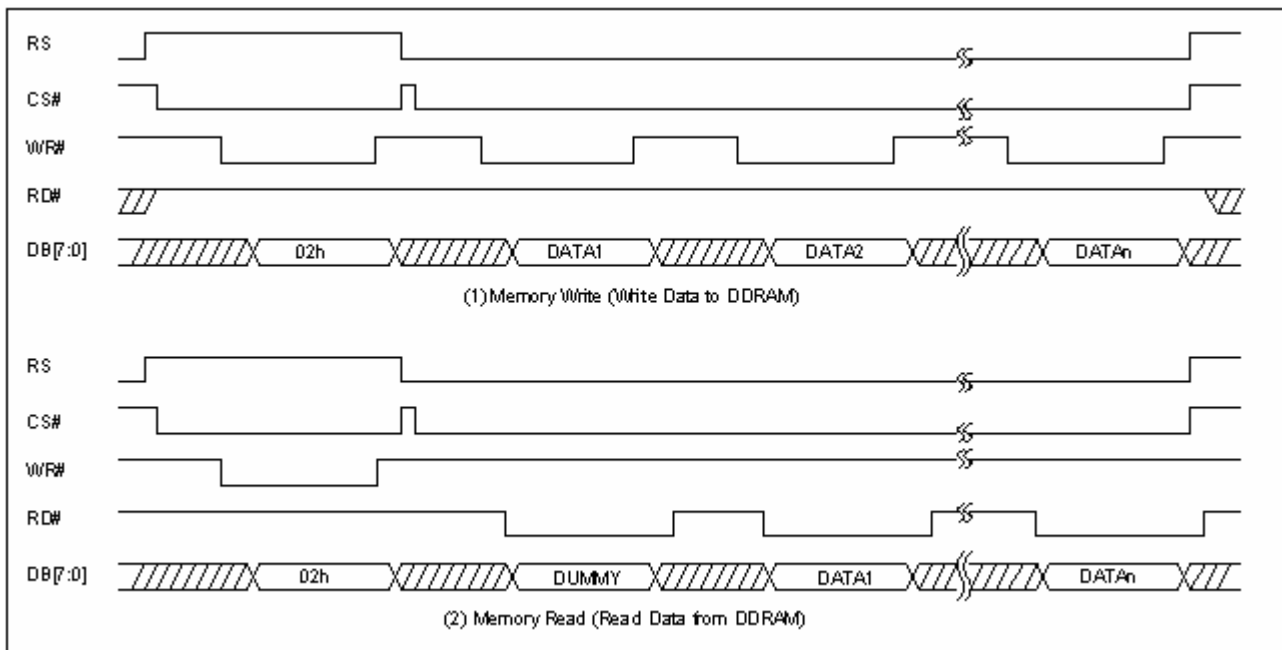 RS
CS#
WR#
RD#
DB[7:0] 02h DATA1 DATA2 DATAn
(1) Memory Write (Write Data to DDRAM)
RS
CS#
WR#
RD#
DB[7:0] 02h DUMMY DATA1 DATAn
(2) Memory Read (Read Data from DDRAM)